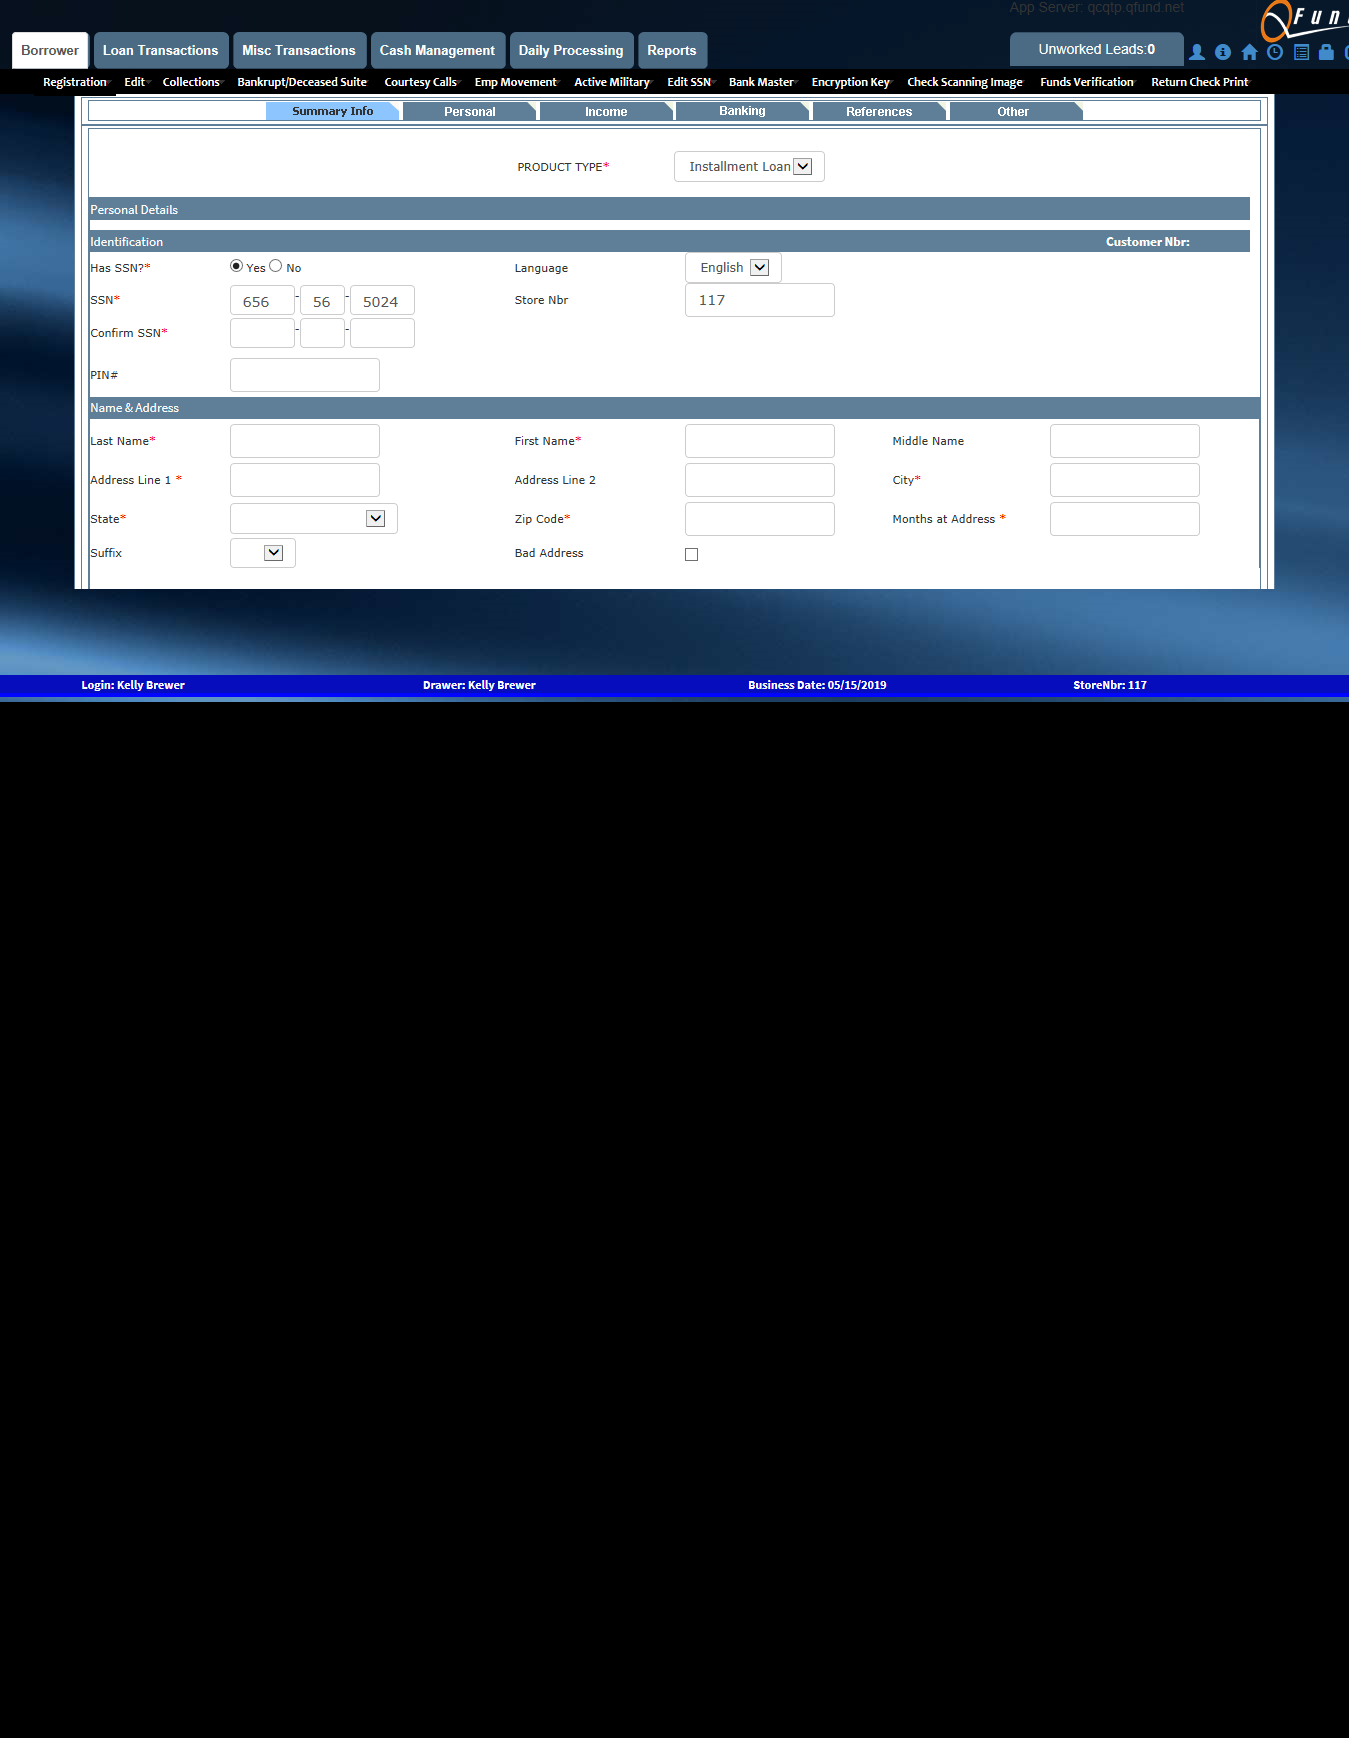 App Server: qcqtp.qfund.net
Borrower Loan Transactions Misc Transactions Cash Management Daily Processing Reports Unworked Leads:0
Registration Edit Collections Bankrupt/Deceased Suite Courtesy Calls Emp Movement Active Military Edit SSN Bank Master Encryption Key Check Scanning Image Funds Verification Return Check Print
Summary Info Personal Income Banking References Other
PRODUCT TYPE* Installment Loan
Personal Details
Identification Customer Nbr:
Has SSN?* Yes No Language English
SSN* 656 - 56 - 5024 Store Nbr 117
Confirm SSN* - -
PIN#
Name & Address
Last Name* First Name* Middle Name
Address Line 1 * Address Line 2 City*
State* Zip Code* Months at Address *
Suffix Bad Address
Login: Kelly Brewer Drawer: Kelly Brewer Business Date: 05/15/2019 StoreNbr: 117